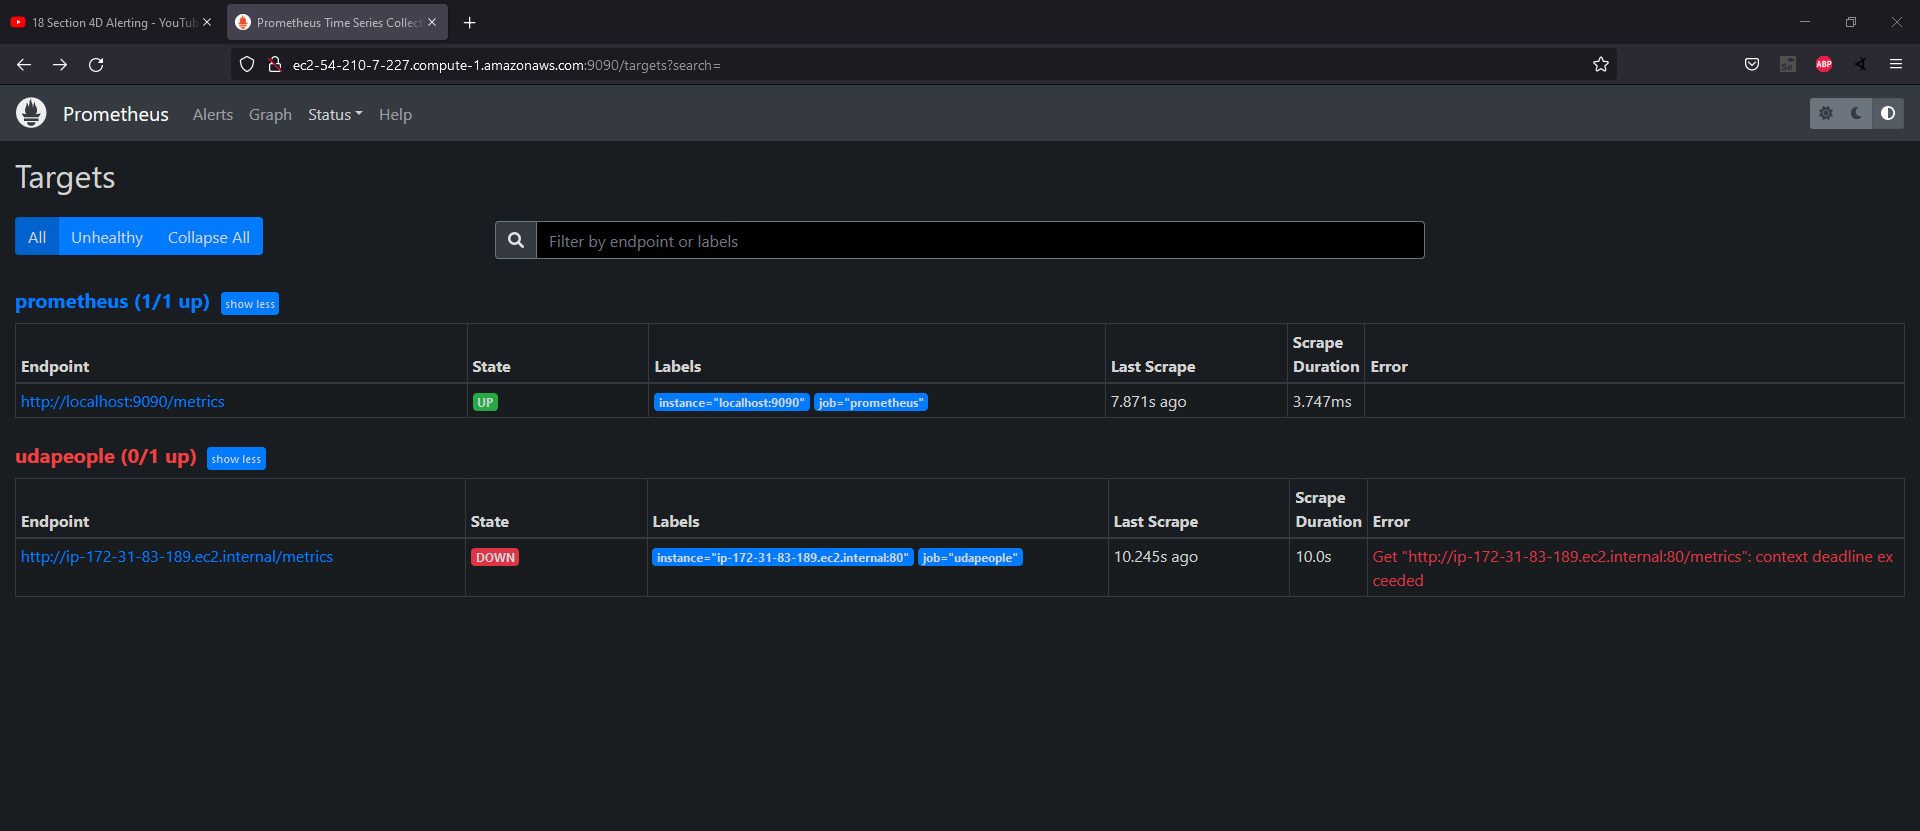 18 Section 4D Alerting - YouTub
Prometheus Time Series Collect
ec2-54-210-7-227.compute-1.amazonaws.com:9090/targets?search=
Se
ABP
Prometheus
Alerts
Graph
Status
Help
Targets
All
Unhealthy
Collapse All
Filter by endpoint or labels
prometheus (1/1 up)
show less
Endpoint
State
Labels
Last Scrape
Scrape
Duration
Error
http://localhost:9090/metrics
UP
instance="localhost:9090"
job="prometheus"
7.871s ago
3.747ms
udapeople (0/1 up)
show less
Endpoint
State
Labels
Last Scrape
Scrape
Duration
Error
http://ip-172-31-83-189.ec2.internal/metrics
DOWN
instance="ip-172-31-83-189.ec2.internal:80"
job="udapeople"
10.245s ago
10.0s
Get "http://ip-172-31-83-189.ec2.internal:80/metrics": context deadline ex
ceeded